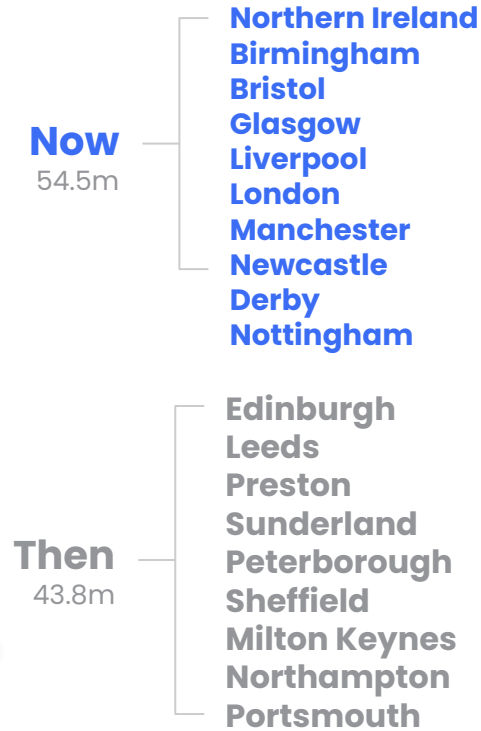 Now
54.5m
Northern Ireland
Birmingham
Bristol
Glasgow
Liverpool
London
Manchester
Newcastle
Derby
Nottingham
Then
43.8m
Edinburgh
Leeds
Preston
Sunderland
Peterborough
Sheffield
Milton Keynes
Northampton
Portsmouth